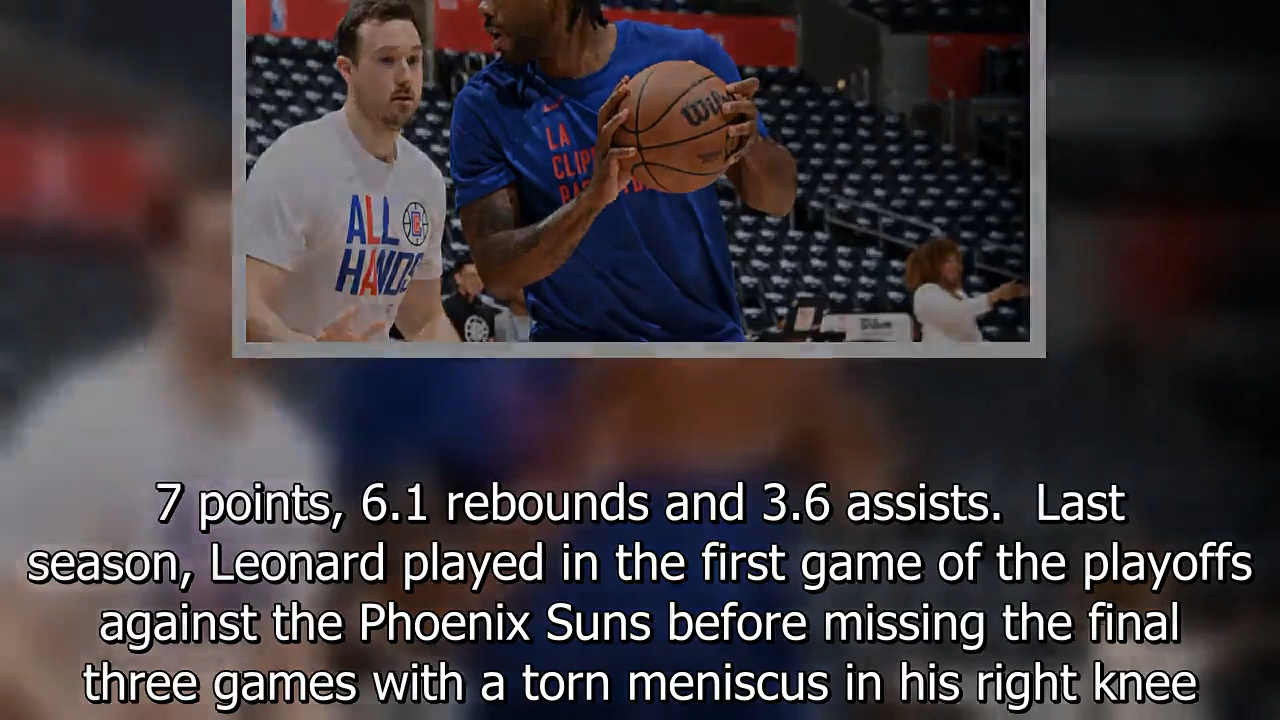 LA
Wilson
ALL
HANDS
7 points, 6.1 rebounds and 3.6 assists.  Last
season, Leonard played in the first game of the playoffs
against the Phoenix Suns before missing the final
three games with a torn meniscus in his right knee